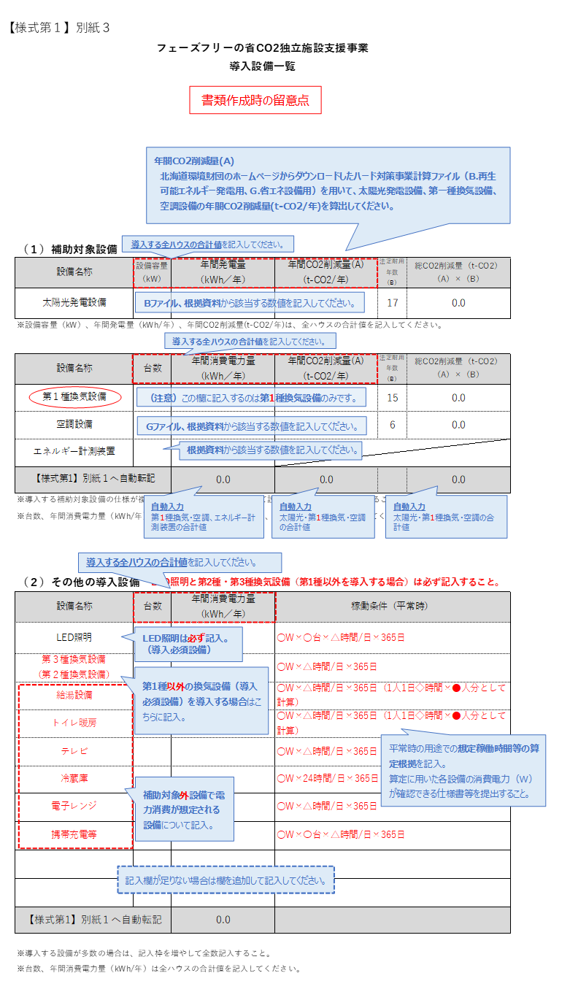 【様式第１】別紙３
フェーズフリーの省CO2独立施設支援事業
導入設備一覧
書類作成時の留意点
年間CO2削減量(A)
北海道環境財団のホームページからダウンロードしたハード対策事業計算ファイル（B.再生
可能エネルギー発電用、G.省エネ設備用）を用いて、太陽光発電設備、第一種換気設備、
空調設備の年間CO2削減量(t-CO2/年)を算出してください。
（１）補助対象設備
導入する全ハウスの合計値を記入してください。
設備名称
設備容量
（kW）
年間発電量
（kWh／年）
年間CO2削減量(A)
（t-CO2/年）
法定耐用
年数
（B）
総CO2削減量（t-CO2）
（A）×（B）
太陽光発電設備
Bファイル、根拠資料から該当する数値を記入してください。
17
0.0
※設備容量（kW）、年間発電量（kWh/年）、年間CO2削減量(t-CO2/年)は、全ハウスの合計値を記入してください。
導入する全ハウスの合計値を記入してください。
設備名称
台数
年間消費電力量
（kWh／年）
年間CO2削減量(A)
（t-CO2/年）
法定耐用
年数
（B）
総CO2削減量（t-CO2）
（A）×（B）
第１種換気設備
（注意）この欄に記入するのは第1種換気設備のみです。
15
0.0
空調設備
Gファイル、根拠資料から該当する数値を記入してください。
6
0.0
エネルギー計測装置
根拠資料から該当する数値を記入してください。
【様式第1】別紙１へ自動転記
0.0
0.0
0.0
※導入する補助対象設備の仕様が複
※台数、年間消費電力量（kWh/年
自動入力
第1種換気・空調、エネルギー計
測装置の合計値
自動入力
太陽光・第1種換気・空調
の合計値
自動入力
太陽光・第1種換気・空調の合
計値
導入する全ハウスの合計値を記入してください。
（２）その他の導入設備
照明と第2種・第3種換気設備（第1種以外を導入する場合）は必ず記入すること。
設備名称
台数
年間消費電力量
（kWh／年）
稼働条件（平常時）
LED照明
LED照明は必ず記入。
（導入必須設備）
〇W×〇台×△時間/日×365日
第３種換気設備
（第２種換気設備）
〇W×△時間/日×365日
第1種以外の換気設備（導入
必須設備）を導入する場合はこ
ちらに記入。
給湯設備
〇W×△時間/日×365日（1人1日◇時間×●人分として
計算）
トイレ暖房
〇W×△時間/日×365日（1人1日◇時間×●人分として
計算）
テレビ
〇W×△時間/日×365日
平常時の用途での想定稼働時間等の算
定根拠を記入。
算定に用いた各設備の消費電力（W）
が確認できる仕様書等を提出すること。
冷蔵庫
〇W×24時間/日×365日
補助対象外設備で電
力消費が想定される
設備について記入。
電子レンジ
〇W×△時間/日×365日
携帯充電等
〇W×〇台×△時間/日×365日
記入欄が足りない場合は欄を追加して記入してください。
【様式第1】別紙１へ自動転記
0.0
※導入する設備が多数の場合は、記入枠を増やして全数記入すること。
※台数、年間消費電力量（kWh/年）は全ハウスの合計値を記入してください。